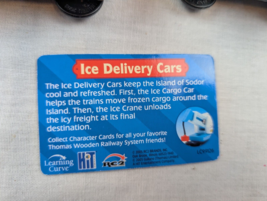 Ice Delivery Cars
The Ice Delivery Cars keep the Island of Sodor
cool and refreshed. First, the Ice Cargo Car
helps the trains move frozen cargo around the
Island. Then, the Ice Crane unloads
the icy freight at its final
destination.
Collect Character Cards for all your favorite
Thomas Wooden Railway System friends!
Learning
Curve
HiT